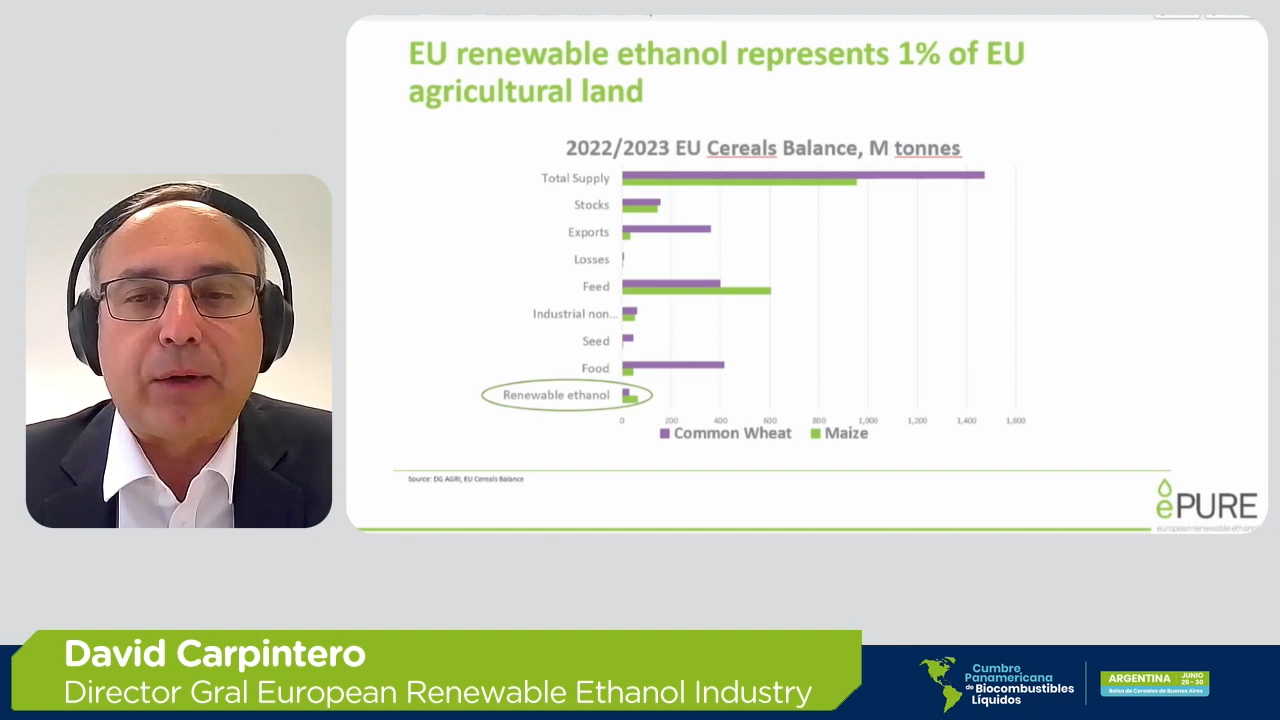 EU renewable ethanol represents 1% of EU
agricultural land
2022/2023 EU Cereals Balance, M tonnes
Total Supply
Stocks
Exports
Losses
Feed
Industrial non...
Seed
Food
Renewable ethanol
0 200 400 600 800 1,000 1,200 1,400 1,600
Common Wheat Maize
Source: DG AGRI, EU Cereals Balance
ePURE
european renewable ethanol
David Carpintero
Director Gral European Renewable Ethanol Industry
Cumbre
Panamericana
de Biocombustibles
Líquidos
ARGENTINA JUNIO
29 - 30
Bolsa de Cereales de Buenos Aires